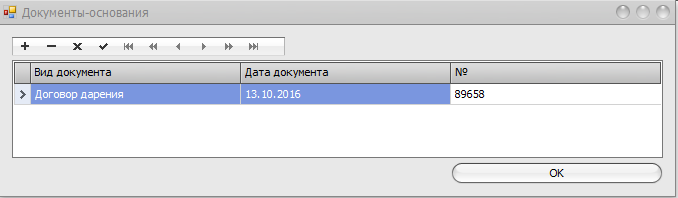 Документы-основания
Вид документа Дата документа №
Договор дарения 13.10.2016 89658
OK